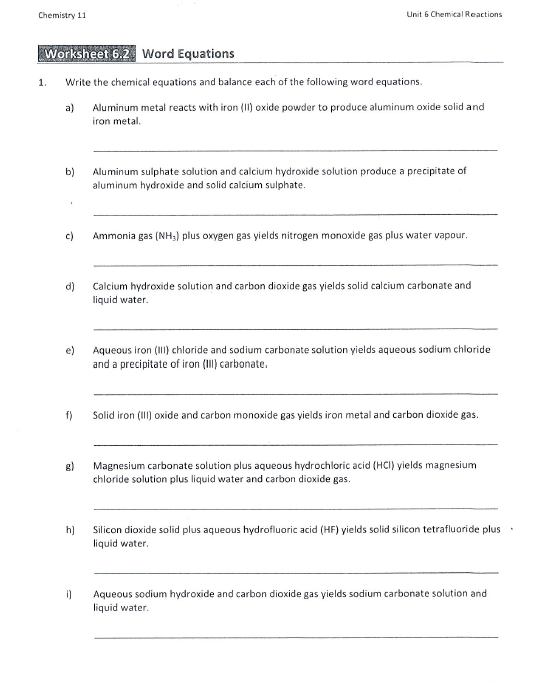 Chemistry 11
Unit 6 Chemical Reactions
Worksheet 6.2 Word Equations
1. Write the chemical equations and balance each of the following word equations.
a) Aluminum metal reacts with iron (II) oxide powder to produce aluminum oxide solid and
iron metal.
b) Aluminum sulphate solution and calcium hydroxide solution produce a precipitate of
aluminum hydroxide and solid calcium sulphate.
c) Ammonia gas (NH₃) plus oxygen gas yields nitrogen monoxide gas plus water vapour.
d) Calcium hydroxide solution and carbon dioxide gas yields solid calcium carbonate and
liquid water.
e) Aqueous iron (III) chloride and sodium carbonate solution yields aqueous sodium chloride
and a precipitate of iron (III) carbonate.
f) Solid iron (III) oxide and carbon monoxide gas yields iron metal and carbon dioxide gas.
g) Magnesium carbonate solution plus aqueous hydrochloric acid (HCl) yields magnesium
chloride solution plus liquid water and carbon dioxide gas.
h) Silicon dioxide solid plus aqueous hydrofluoric acid (HF) yields solid silicon tetrafluoride plus
liquid water.
i) Aqueous sodium hydroxide and carbon dioxide gas yields sodium carbonate solution and
liquid water.